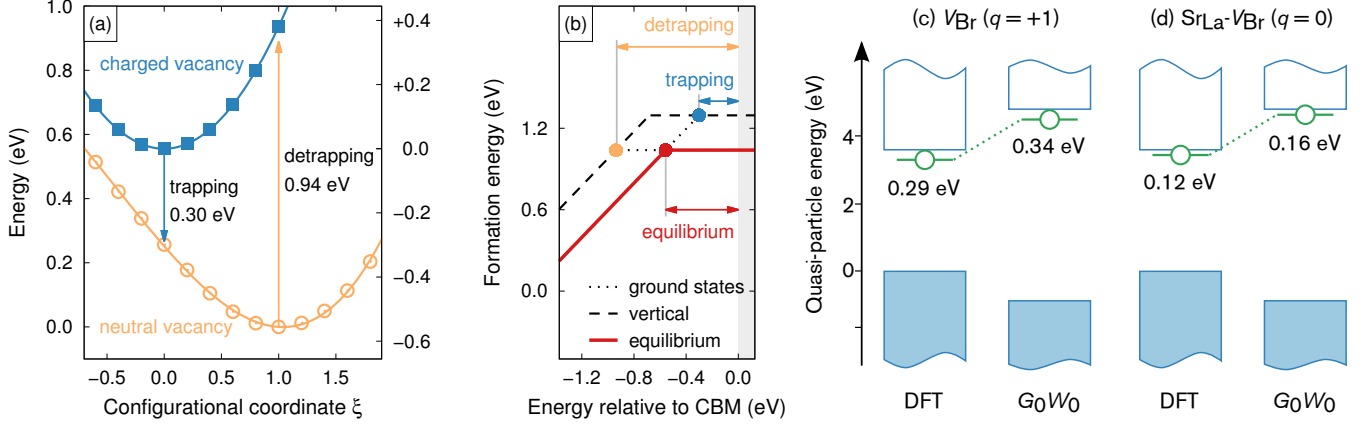 (a)
Energy (eV)
1.0
0.8
0.6
0.4
0.2
0.0
+0.4
+0.2
0.0
−0.2
−0.4
−0.6
charged vacancy
trapping
0.30 eV
detrapping
0.94 eV
neutral vacancy
−0.5
0.0
0.5
1.0
1.5
Configurational coordinate ξ
(b)
Formation energy (eV)
1.2
0.6
0.0
detrapping
trapping
equilibrium
ground states
vertical
equilibrium
−1.2
−0.8
−0.4
0.0
Energy relative to CBM (eV)
Quasi-particle energy (eV)
4
2
0
(c) VBr (q = +1)
0.29 eV
0.34 eV
DFT
G0W0
(d) SrLa-VBr (q = 0)
0.12 eV
0.16 eV
DFT
G0W0